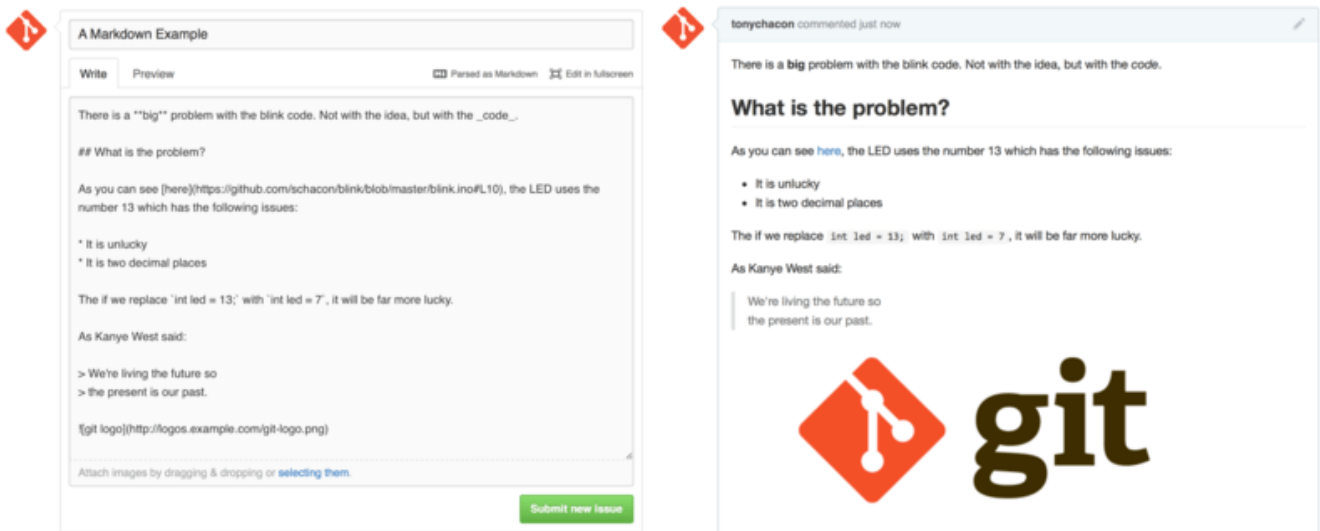 A Markdown Example
Write Preview Parsed as Markdown Edit in fullscreen
There is a **big** problem with the blink code. Not with the idea, but with the _code_.
## What is the problem?
As you can see [here](https://github.com/schacon/blink/blob/master/blink.ino#L10), the LED uses the
number 13 which has the following issues:
* It is unlucky
* It is two decimal places
The if we replace `int led = 13;` with `int led = 7`, it will be far more lucky.
As Kanye West said:
> We're living the future so
> the present is our past.
![git logo](http://logos.example.com/git-logo.png)
Attach images by dragging & dropping or selecting them.
Submit new issue
tonychacon commented just now
There is a big problem with the blink code. Not with the idea, but with the code.
What is the problem?
As you can see here, the LED uses the number 13 which has the following issues:
• It is unlucky
• It is two decimal places
The if we replace int led = 13; with int led = 7 , it will be far more lucky.
As Kanye West said:
We're living the future so
the present is our past.
git